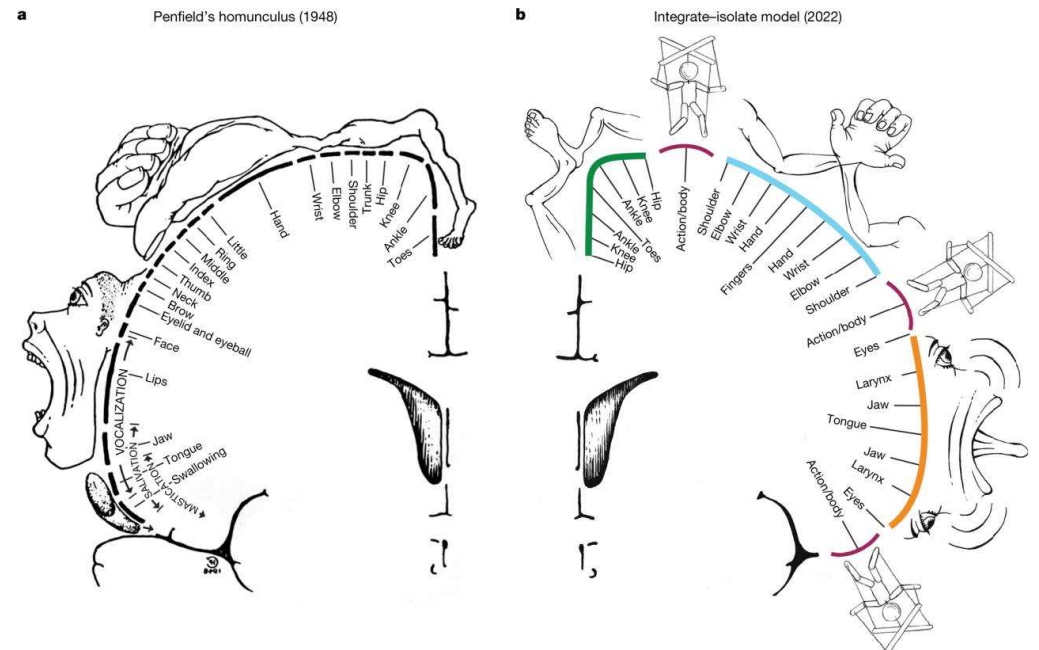 a
Penfield's homunculus (1948)
Toes
Ankle
Knee
Hip
Trunk
Shoulder
Elbow
Wrist
Hand
Little
Ring
Middle
Index
Thumb
Neck
Brow
Eyelid and eyeball
Face
Lips
Jaw
Tongue
Swallowing
VOCALIZATION
SALIVATION
MASTICATION
b
Integrate–isolate model (2022)
Hip
Knee
Ankle
Toes
Ankle
Knee
Hip
Action/body
Shoulder
Elbow
Wrist
Hand
Fingers
Hand
Wrist
Elbow
Shoulder
Action/body
Eyes
Larynx
Jaw
Tongue
Jaw
Larynx
Eyes
Action/body